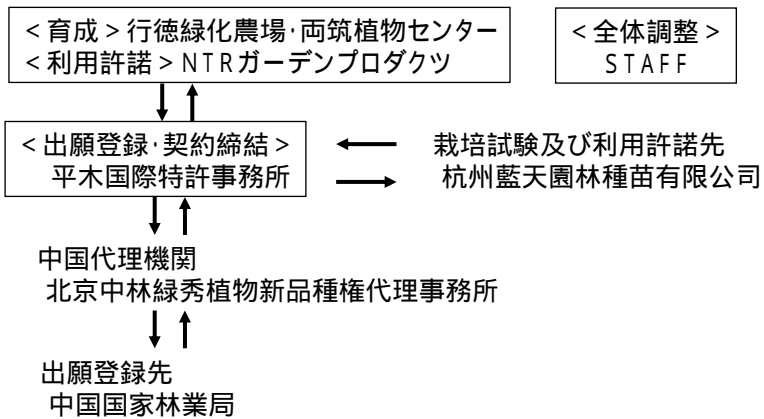 <育成>行徳緑化農場・両筑植物センター
<利用許諾>NTRガーデンプロダクツ
<全体調整>
STAFF
<出願登録・契約締結>
平木国際特許事務所
栽培試験及び利用許諾先
杭州藍天園林種苗有限公司
中国代理機関
北京中林緑秀植物新品種権代理事務所
出願登録先
中国国家林業局